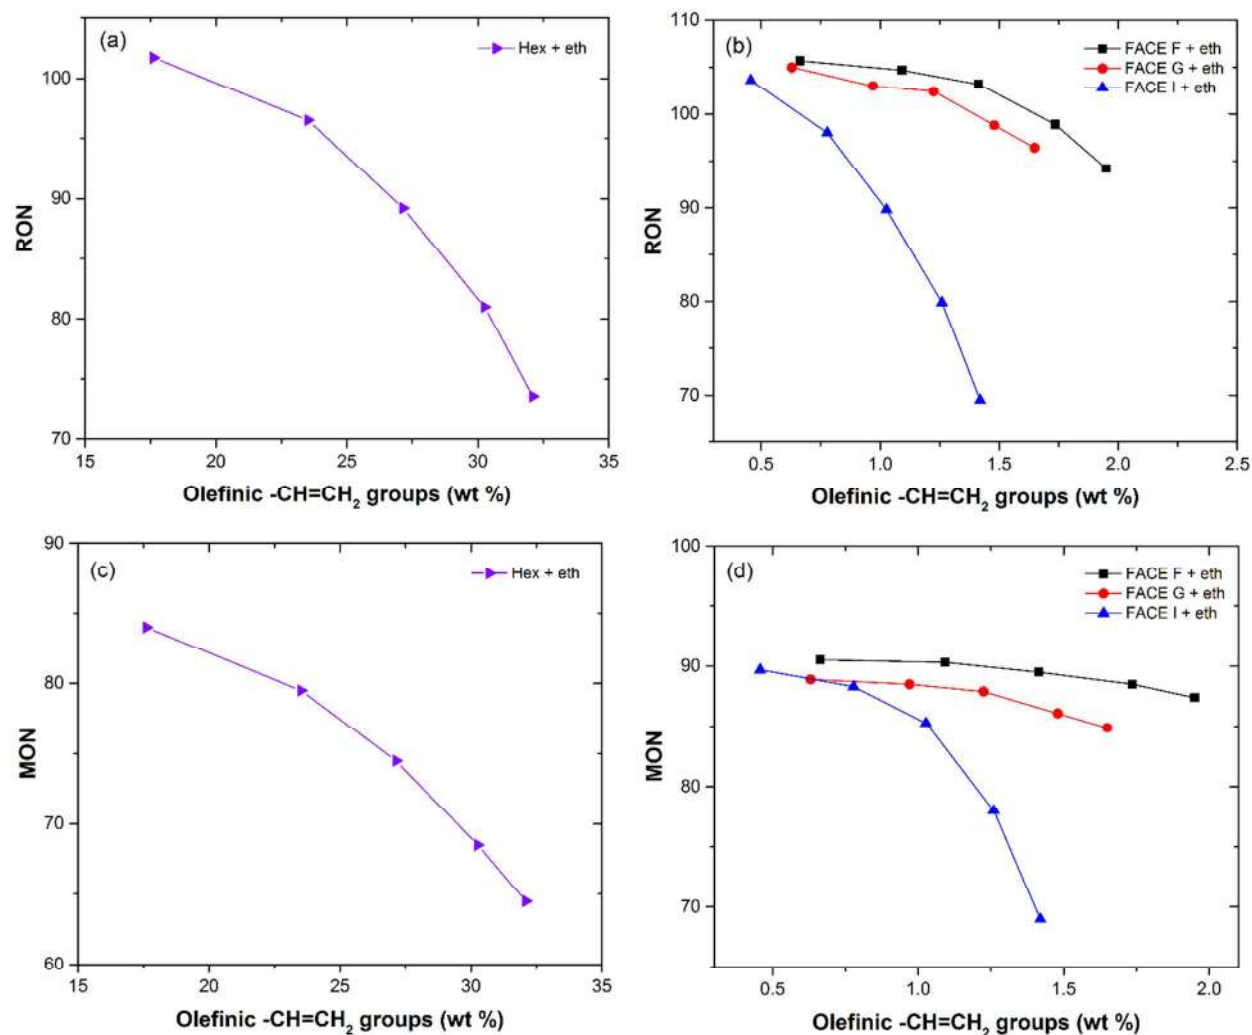 (a)
Hex + eth
100
90
80
70
RON
15 20 25 30 35
Olefinic -CH=CH₂ groups (wt %)
(b)
FACE F + eth
FACE G + eth
FACE I + eth
110
100
90
80
70
RON
0.5 1.0 1.5 2.0 2.5
Olefinic -CH=CH₂ groups (wt %)
(c)
Hex + eth
90
80
70
60
MON
15 20 25 30 35
Olefinic -CH=CH₂ groups (wt %)
(d)
FACE F + eth
FACE G + eth
FACE I + eth
100
90
80
70
MON
0.5 1.0 1.5 2.0
Olefinic -CH=CH₂ groups (wt %)